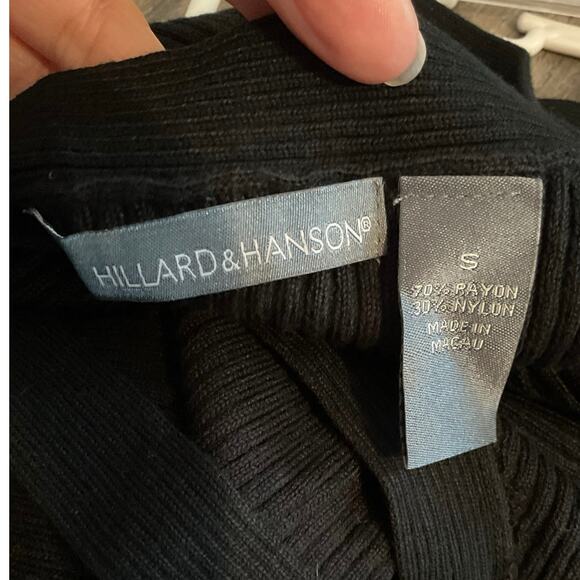 HILLARD&HANSON®
S
70% RAYON
30% NYLON
MADE IN
MACAU